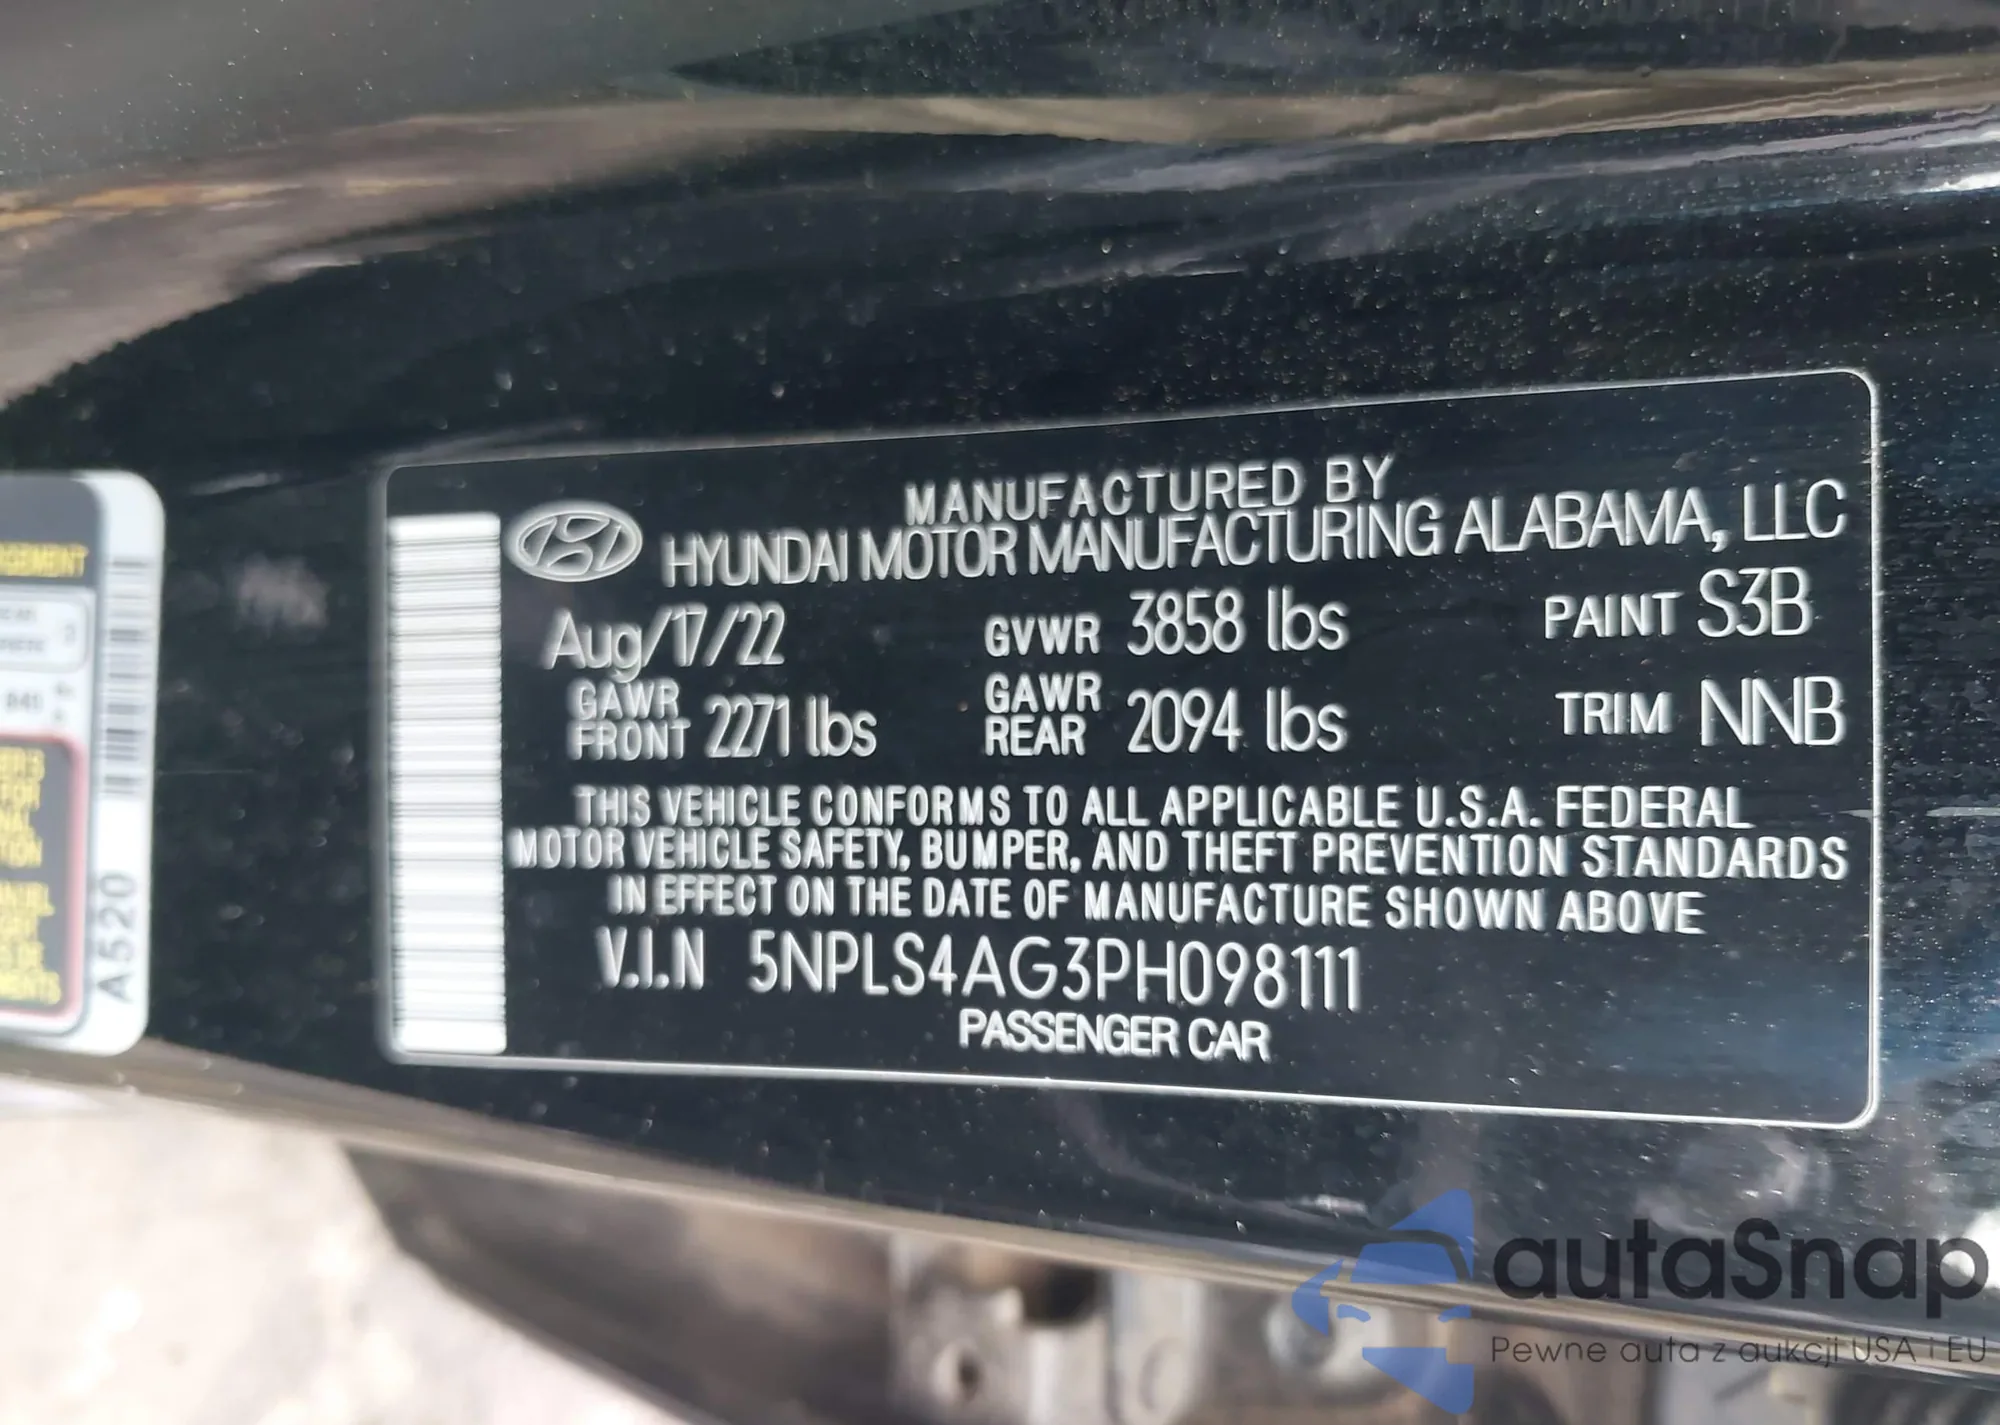 MANUFACTURED BY
HYUNDAI MOTOR MANUFACTURING ALABAMA, LLC
Aug/17/22 GVWR 3858 lbs PAINT S3B
GAWR FRONT 2271 lbs GAWR REAR 2094 lbs TRIM NNB
THIS VEHICLE CONFORMS TO ALL APPLICABLE U.S.A. FEDERAL
MOTOR VEHICLE SAFETY, BUMPER, AND THEFT PREVENTION STANDARDS
IN EFFECT ON THE DATE OF MANUFACTURE SHOWN ABOVE
V.I.N 5NPLS4AG3PH098111
PASSENGER CAR
A520
autaSnap
Pewne auta z aukcji USA i EU